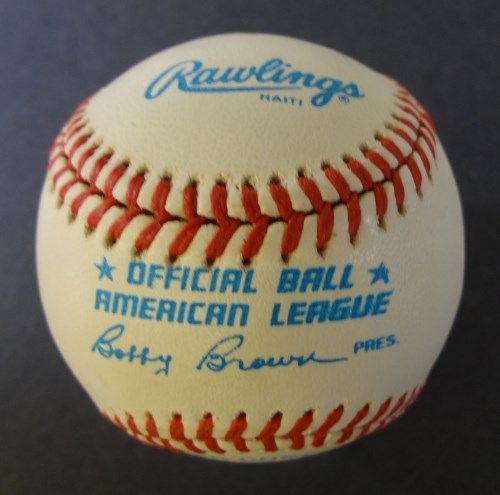 Rawlings®
HAITI
★ OFFICIAL BALL ★
AMERICAN LEAGUE
Bobby Brown PRES.